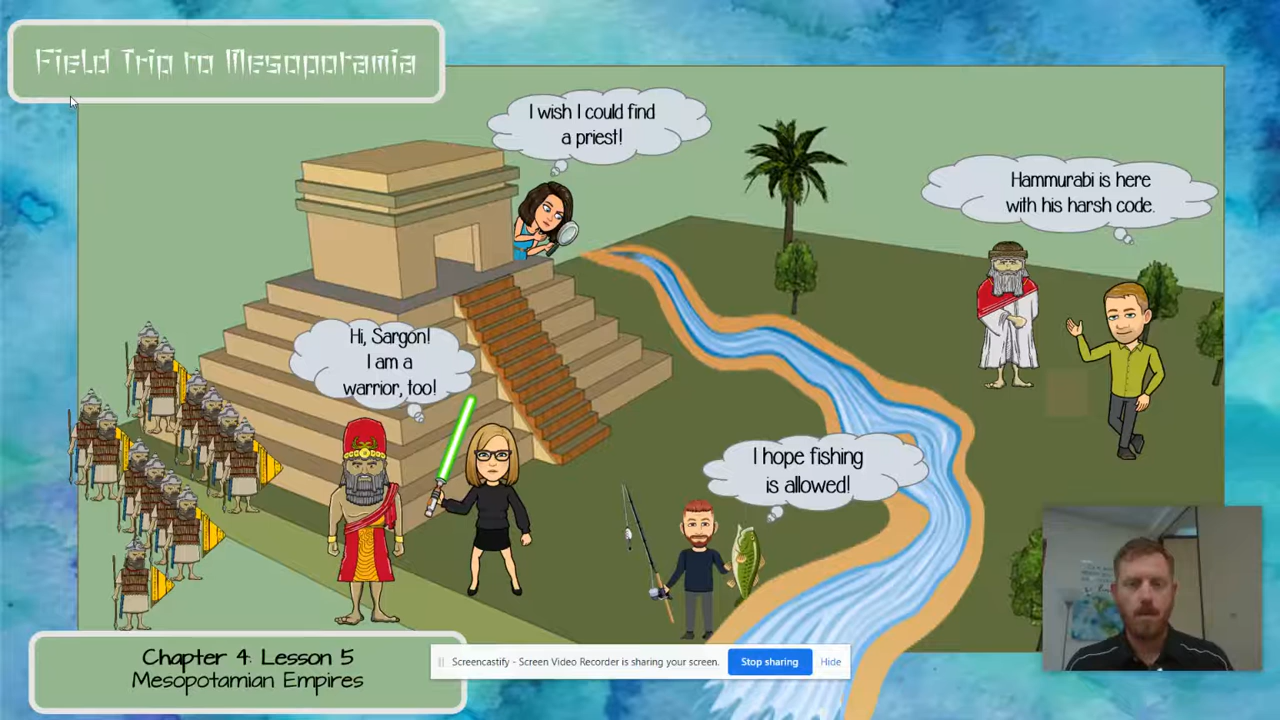 Field Trip to Mesopotamia
I wish I could find
a priest!
Hammurabi is here
with his harsh code.
Hi, Sargon!
I am a
warrior, too!
I hope fishing
is allowed!
Chapter 4: Lesson 5
Mesopotamian Empires
Screencastify - Screen Video Recorder is sharing your screen.
Stop sharing
Hide